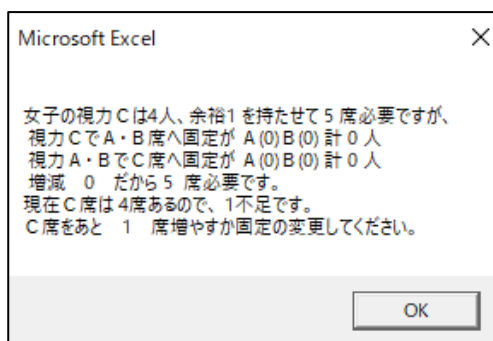 Microsoft Excel
女子の視力Cは4人、余裕1を持たせて5席必要ですが、
視力CでA・B席へ固定が A(0)B(0)計0人
視力A・BでC席へ固定が A(0)B(0)計0人
増減 0 だから5 席必要です。
現在C席は4席あるので、1不足です。
C席をあと 1 席増やすか固定の変更してください。
OK